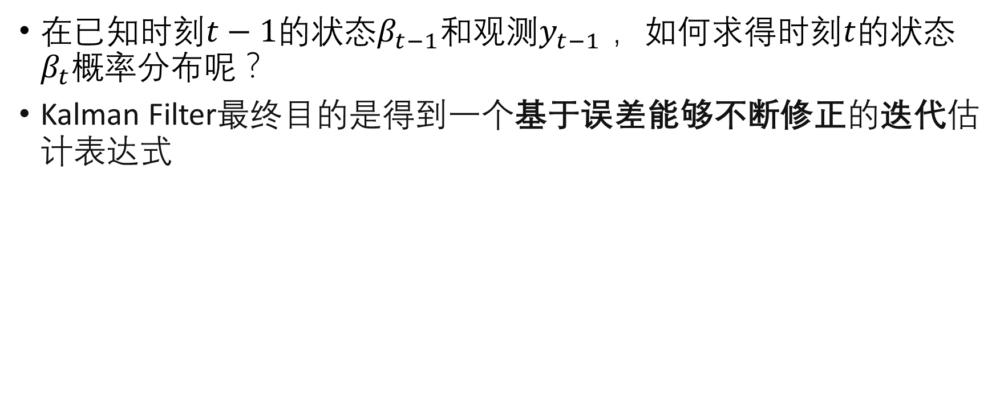 • 在已知时刻t − 1的状态βₜ₋₁和观测yₜ₋₁， 如何求得时刻t的状态
βₜ概率分布呢？
• Kalman Filter最终目的是得到一个基于误差能够不断修正的迭代估
计表达式